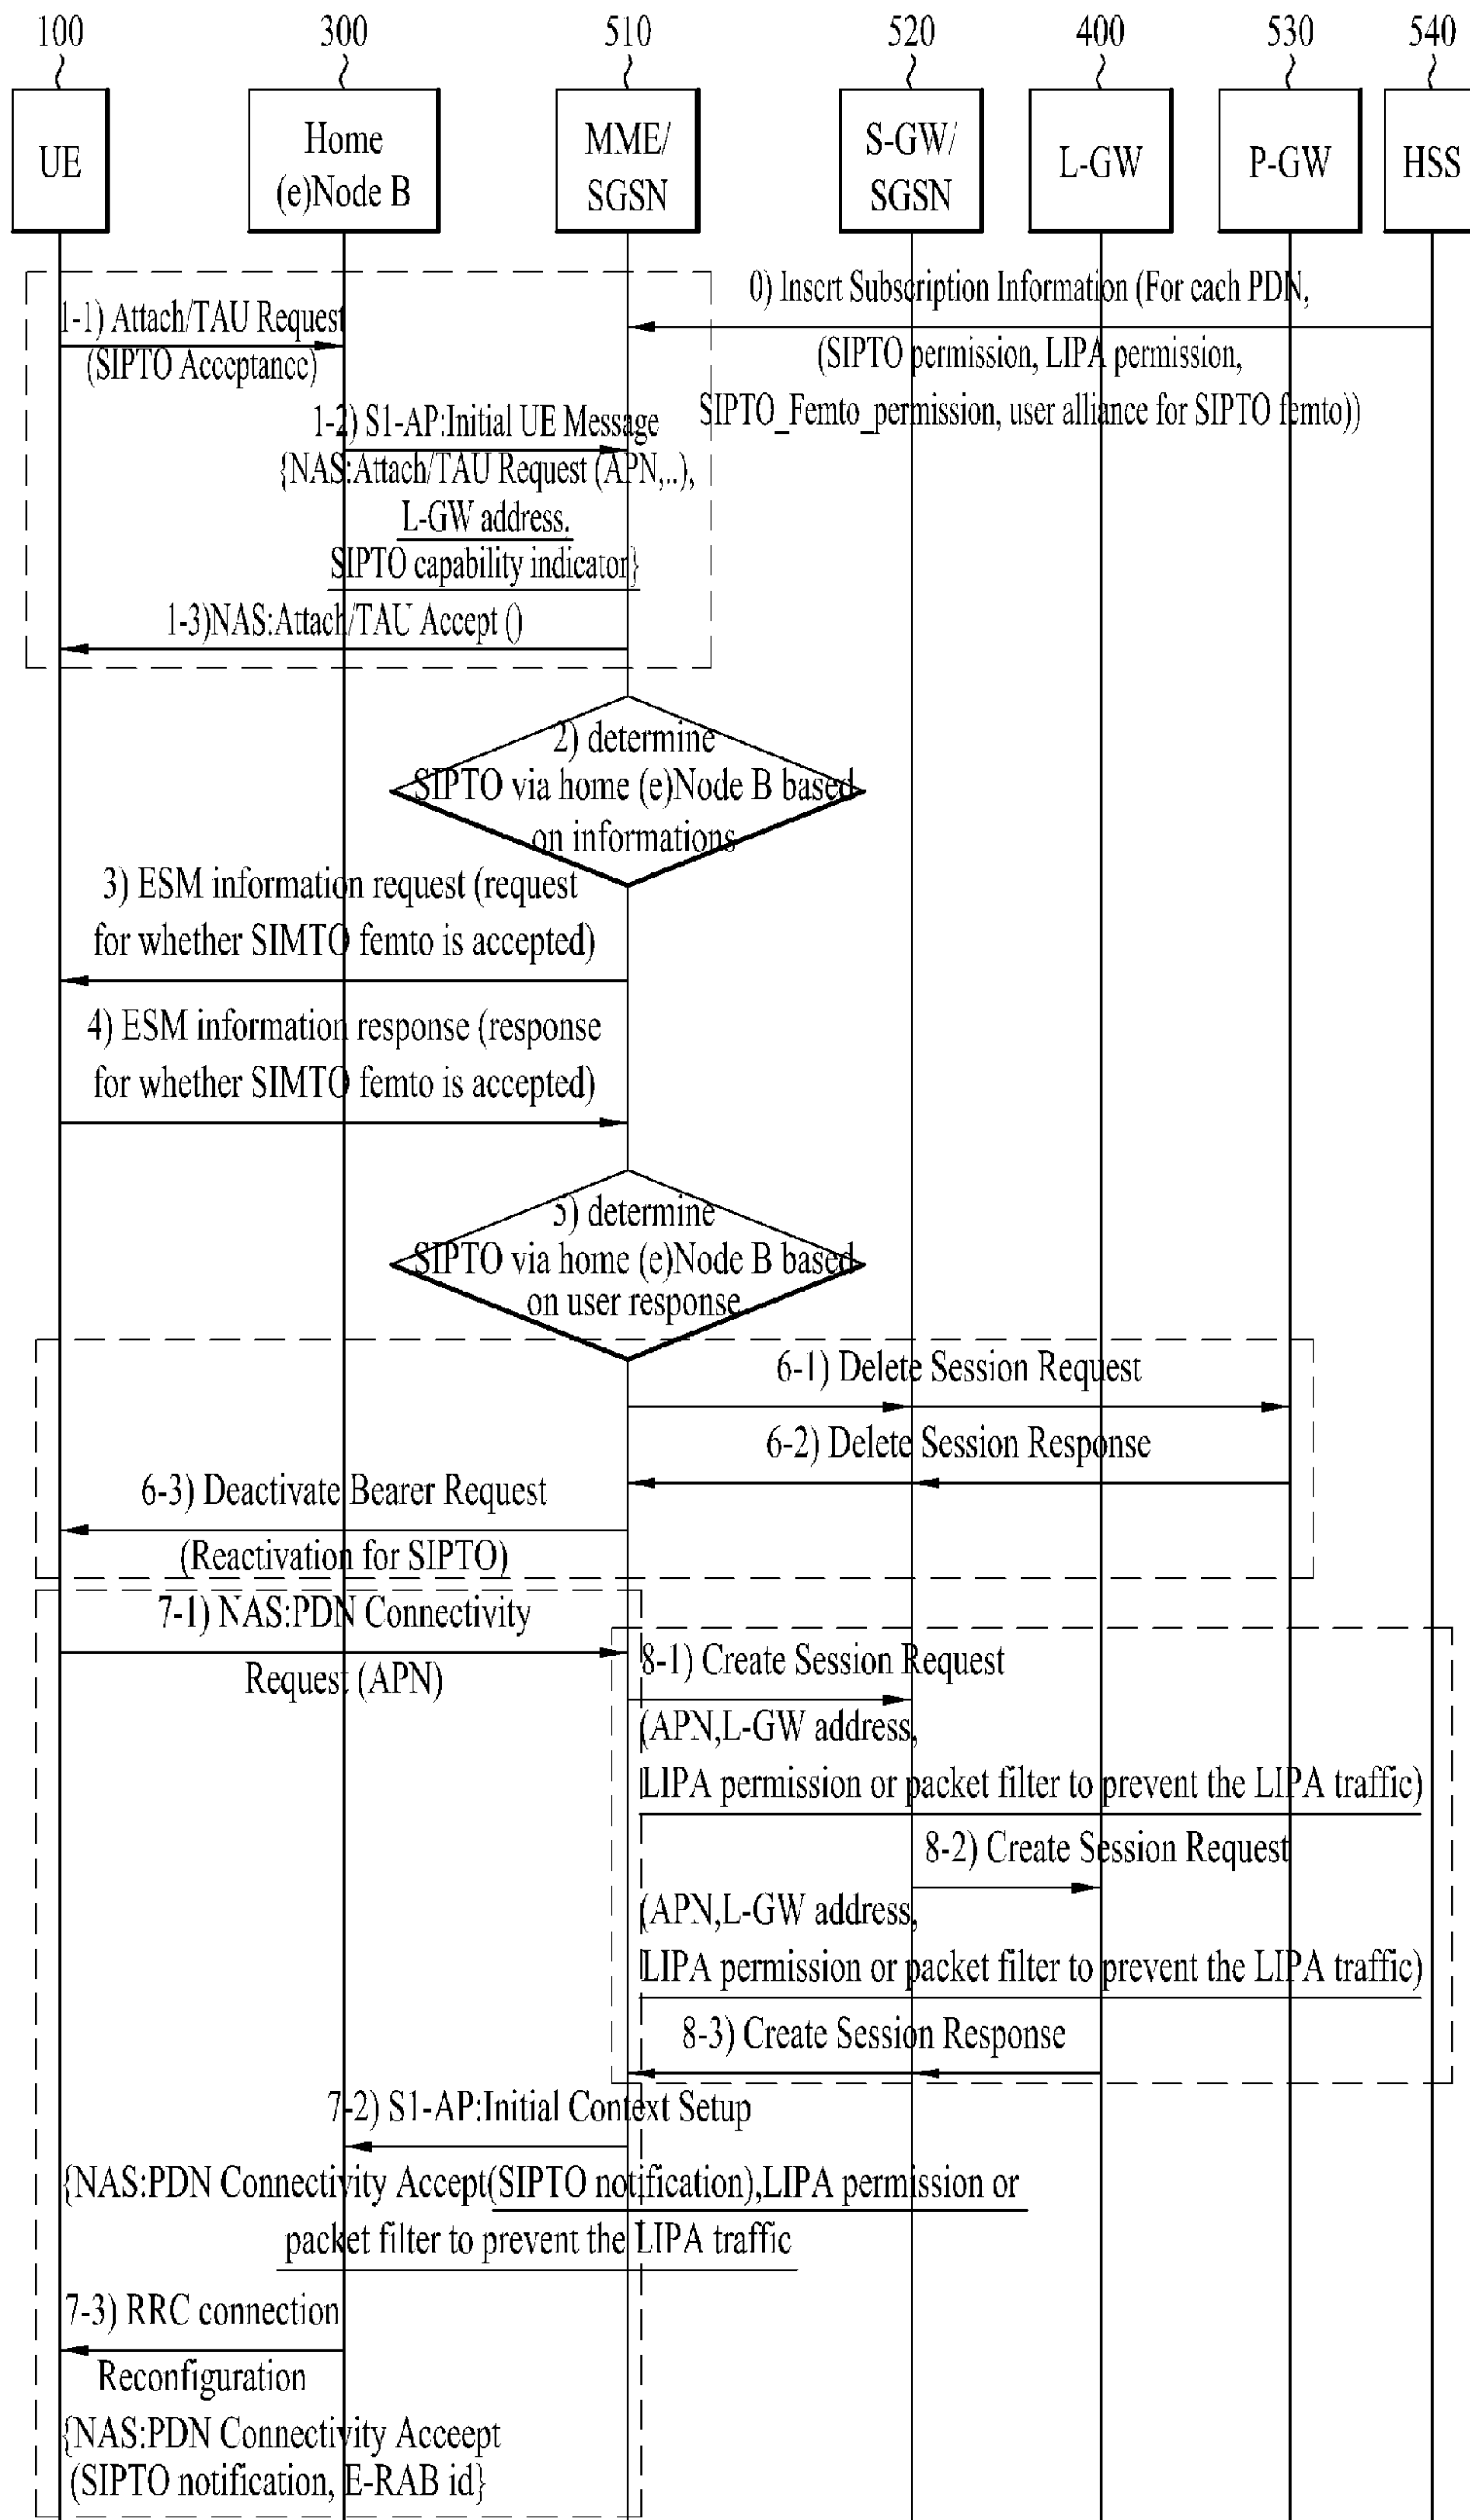 100 300 510 520 400 530 540
UE
Home
(e)Node B
MME/
SGSN
S-GW/
SGSN
L-GW
P-GW
HSS
0) Insert Subscription Information (For each PDN,
(SIPTO permission, LIPA permission,
SIPTO_Femto_permission, user alliance for SIPTO femto))
1-1) Attach/TAU Request
(SIPTO Acceptance)
1-2) S1-AP:Initial UE Message
{NAS:Attach/TAU Request (APN,..),
L-GW address,
SIPTO capability indicator}
1-3)NAS:Attach/TAU Accept ()
2) determine
SIPTO via home (e)Node B based
on informations
3) ESM information request (request
for whether SIMTO femto is accepted)
4) ESM information response (response
for whether SIMTO femto is accepted)
5) determine
SIPTO via home (e)Node B based
on user response
6-1) Delete Session Request
6-2) Delete Session Response
6-3) Deactivate Bearer Request
(Reactivation for SIPTO)
7-1) NAS:PDN Connectivity
Request (APN)
8-1) Create Session Request
(APN,L-GW address,
LIPA permission or packet filter to prevent the LIPA traffic)
8-2) Create Session Request
(APN,L-GW address,
LIPA permission or packet filter to prevent the LIPA traffic)
8-3) Create Session Response
7-2) S1-AP:Initial Context Setup
{NAS:PDN Connectivity Accept(SIPTO notification),LIPA permission or
packet filter to prevent the LIPA traffic
7-3) RRC connection
Reconfiguration
{NAS:PDN Connectivity Acceept
(SIPTO notification, E-RAB id}